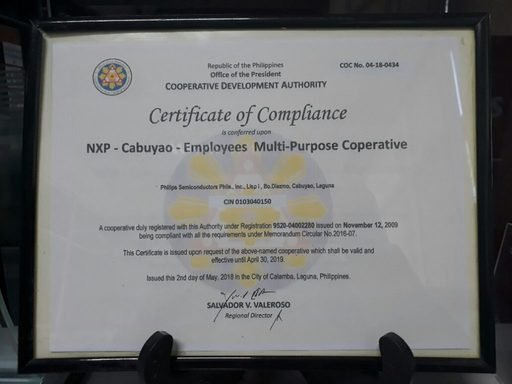 Republic of the Philippines
COC No. 04-18-0434
Office of the President
COOPERATIVE DEVELOPMENT AUTHORITY
Certificate of Compliance
is conferred upon
NXP - Cabuyao - Employees Multi-Purpose Coperative
Philips Semiconductors Phils., Inc., Bo.Diezmo, Cabuyao, Laguna
CIN 0103040150
A cooperative duly registered with this Authority under Registration 9520-04002280 issued on November 12, 2009
being compliant with all the requirements under Memorandum Circular No.2016-07.
This Certificate is issued upon request of the above-named cooperative which shall be valid and
effective until April 30, 2019.
Issued this 2nd day of May, 2018 in the City of Calamba, Laguna, Philippines.
SALVADOR V. VALEROSO
Regional Director